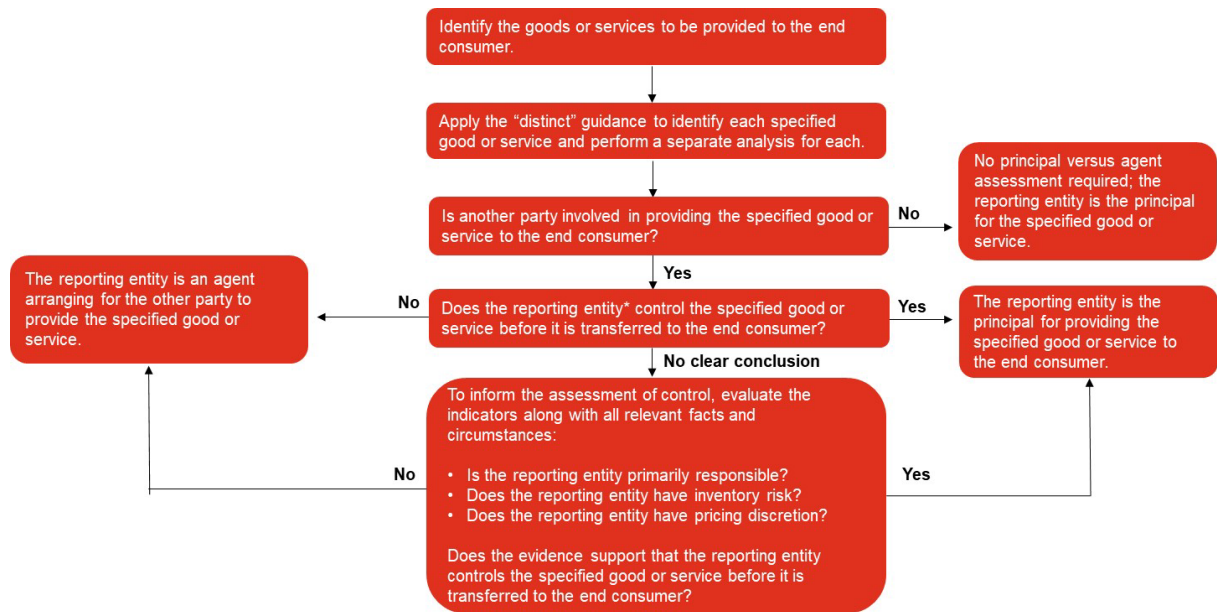 Identify the goods or services to be provided to the end
consumer.
Apply the “distinct” guidance to identify each specified
good or service and perform a separate analysis for each.
Is another party involved in providing the specified good or
service to the end consumer?
No
No principal versus agent
assessment required; the
reporting entity is the principal
for the specified good or
service.
Yes
The reporting entity is an agent
arranging for the other party to
provide the specified good or
service.
No
Does the reporting entity* control the specified good or
service before it is transferred to the end consumer?
Yes
The reporting entity is the
principal for providing the
specified good or service to
the end consumer.
No clear conclusion
To inform the assessment of control, evaluate the
indicators along with all relevant facts and
circumstances:
• Is the reporting entity primarily responsible?
• Does the reporting entity have inventory risk?
• Does the reporting entity have pricing discretion?
Does the evidence support that the reporting entity
controls the specified good or service before it is
transferred to the end consumer?
No
Yes